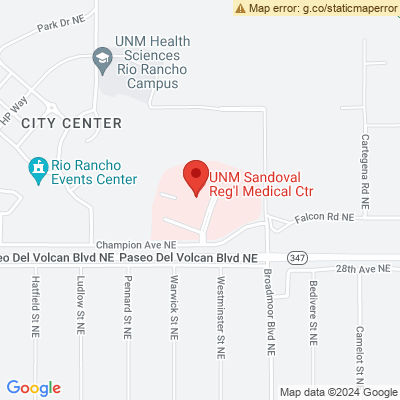 Map error: g.co/staticmaperror
Park Dr NE
UNM Health
Sciences
Rio Rancho
Campus
HP Way
CITY CENTER
Cartegena Rd NE
Rio Rancho
Events Center
UNM Sandoval
Reg'l Medical Ctr
Falcon Rd NE
Champion Ave NE
eo Del Volcan Blvd NE
Paseo Del Volcan Blvd NE
347
28th Ave NE
Hatfield St NE
Ludlow St NE
Pennard St NE
Warwick St NE
Westminster St NE
Broadmoor Blvd NE
Bedivere St NE
Camelot St N
Google
Map data ©2024 Google